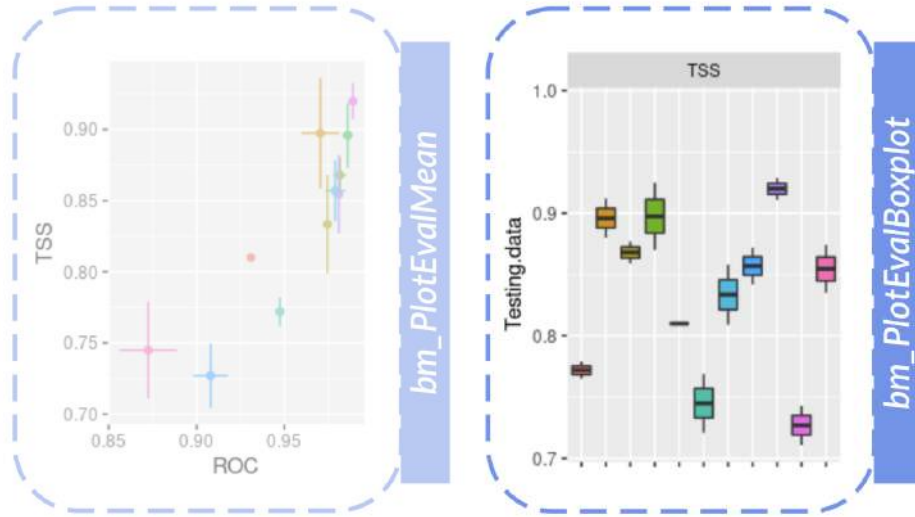 0.90
0.85
0.80
0.75
0.70
TSS
0.85
0.90
0.95
ROC
bm_PlotEvalMean
TSS
1.0
0.9
0.8
0.7
Testing.data
bm_PlotEvalBoxplot